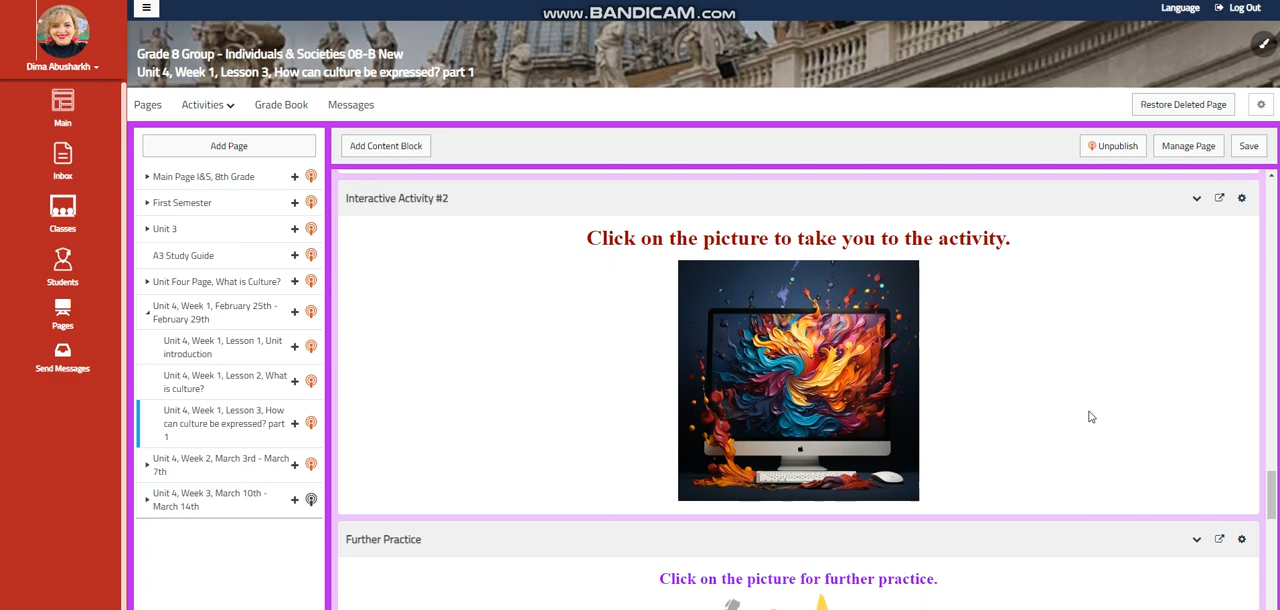 www.BANDICAM.com
Language
Log Out
Dima Abusharkh
Grade 8 Group - Individuals & Societies 08-B New
Unit 4, Week 1, Lesson 3, How can culture be expressed? part 1
Pages
Activities
Grade Book
Messages
Restore Deleted Page
Main
Inbox
Classes
Students
Pages
Send Messages
Add Page
Main Page I&S, 8th Grade
First Semester
Unit 3
A3 Study Guide
Unit Four Page, What is Culture?
Unit 4, Week 1, February 25th -
February 29th
Unit 4, Week 1, Lesson 1, Unit
introduction
Unit 4, Week 1, Lesson 2, What
is culture?
Unit 4, Week 1, Lesson 3, How
can culture be expressed? part
1
Unit 4, Week 2, March 3rd - March
7th
Unit 4, Week 3, March 10th -
March 14th
Add Content Block
Unpublish
Manage Page
Save
Interactive Activity #2
Click on the picture to take you to the activity.
Further Practice
Click on the picture for further practice.